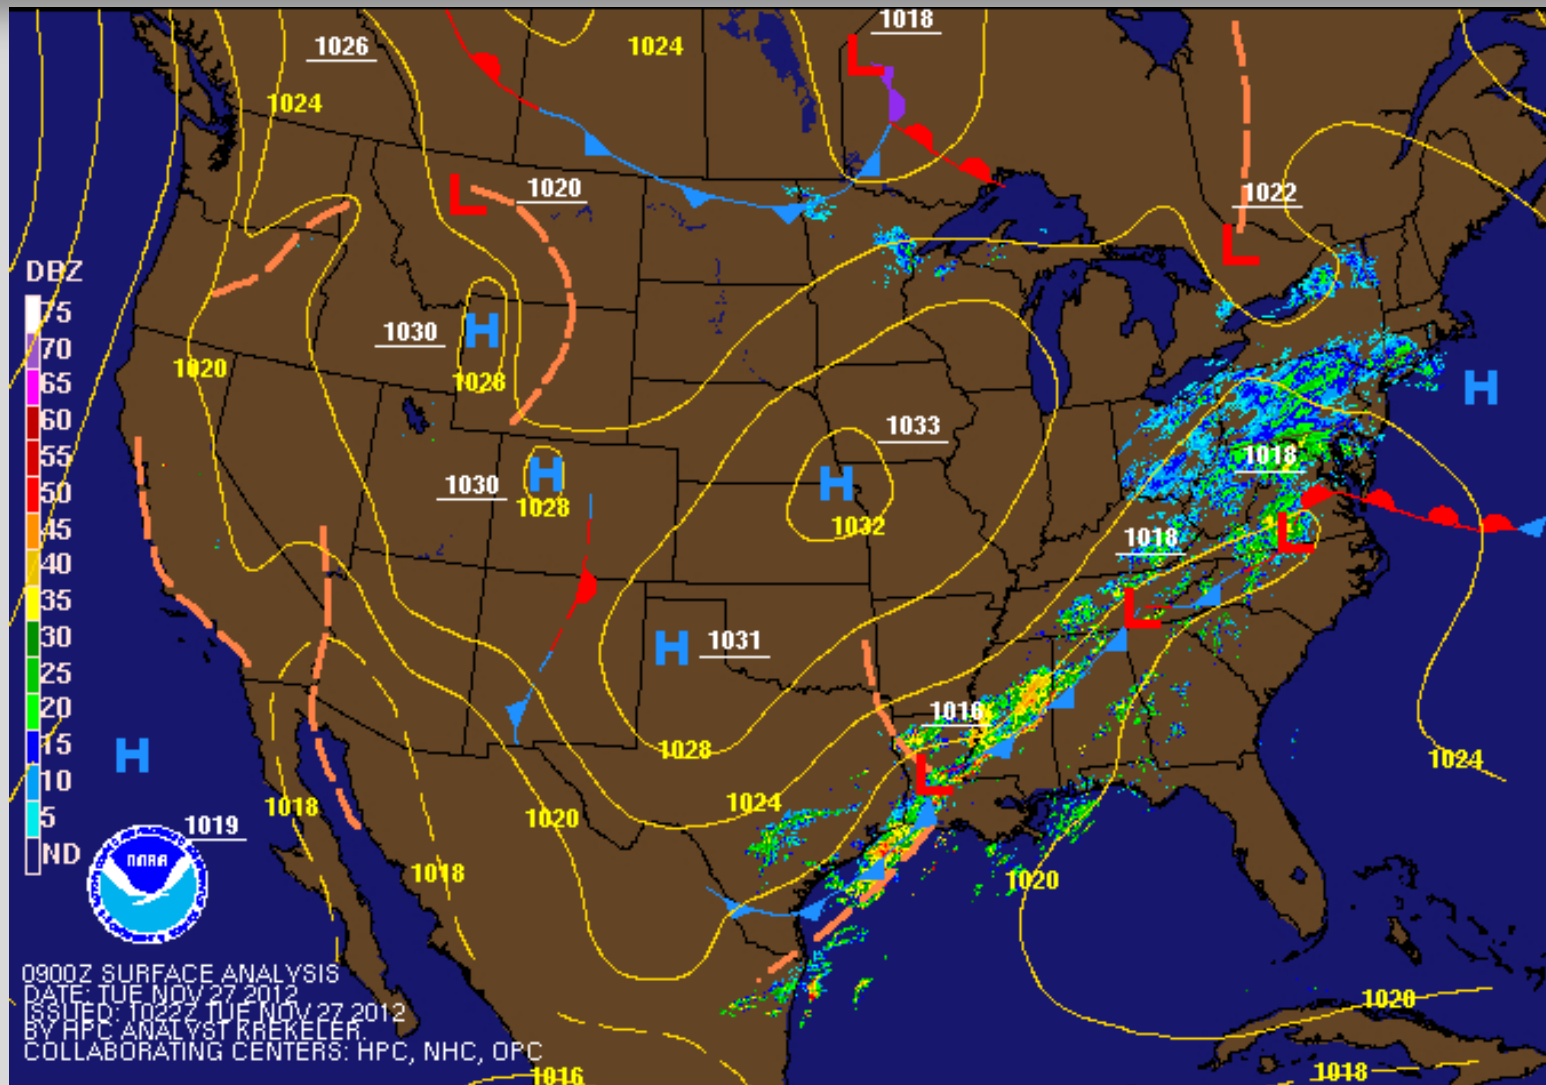 1018
1026
1024
1024
1020
1022
DBZ
75
70
65
60
55
50
45
40
35
30
25
20
15
10
5
ND
H
1030
1028
1020
H
1033
H
1030
1028
H
1032
1018
1018
H
1031
1016
1028
1024
H
1024
1018
1020
1019
NOAA
1018
1020
0900Z SURFACE ANALYSIS
DATE: TUE NOV 27 2012
ISSUED: 1022Z TUE NOV 27 2012
BY HPC ANALYST KREKELER
COLLABORATING CENTERS: HPC, NHC, OPC
1020
1016
1018
L
L
L
L
L
L